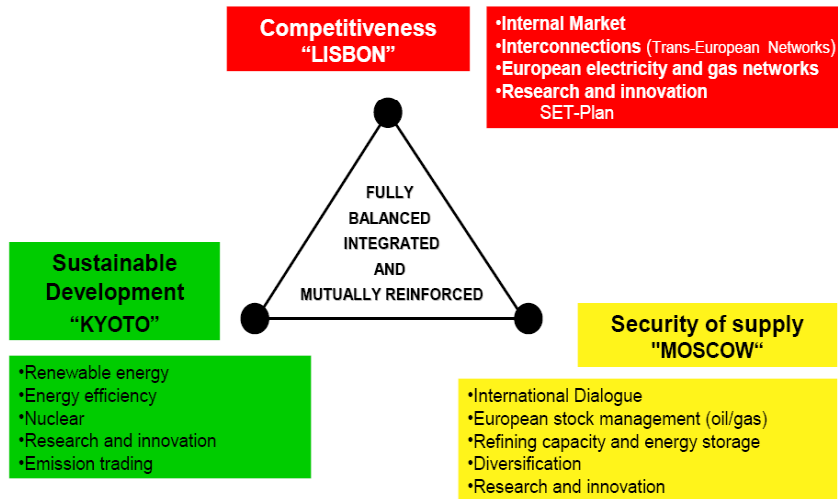 Competitiveness
“LISBON”
•Internal Market
•Interconnections (Trans-European Networks)
•European electricity and gas networks
•Research and innovation
SET-Plan
FULLY
BALANCED
INTEGRATED
AND
MUTUALLY REINFORCED
Sustainable
Development
“KYOTO”
•Renewable energy
•Energy efficiency
•Nuclear
•Research and innovation
•Emission trading
Security of supply
"MOSCOW“
•International Dialogue
•European stock management (oil/gas)
•Refining capacity and energy storage
•Diversification
•Research and innovation